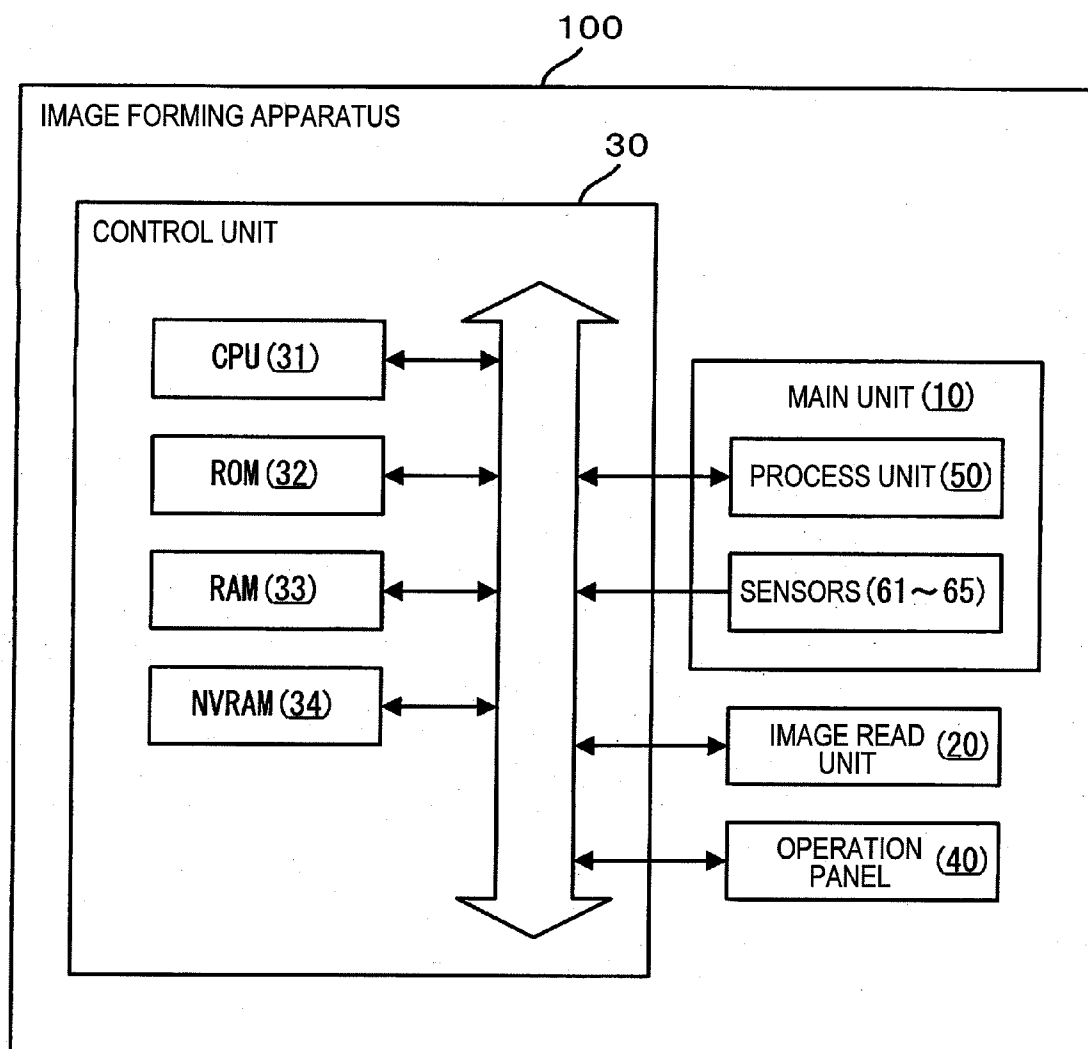 100
IMAGE FORMING APPARATUS
30
CONTROL UNIT
CPU (31)
ROM (32)
RAM (33)
NVRAM (34)
MAIN UNIT (10)
PROCESS UNIT (50)
SENSORS (61～65)
IMAGE READ
UNIT (20)
OPERATION
PANEL (40)